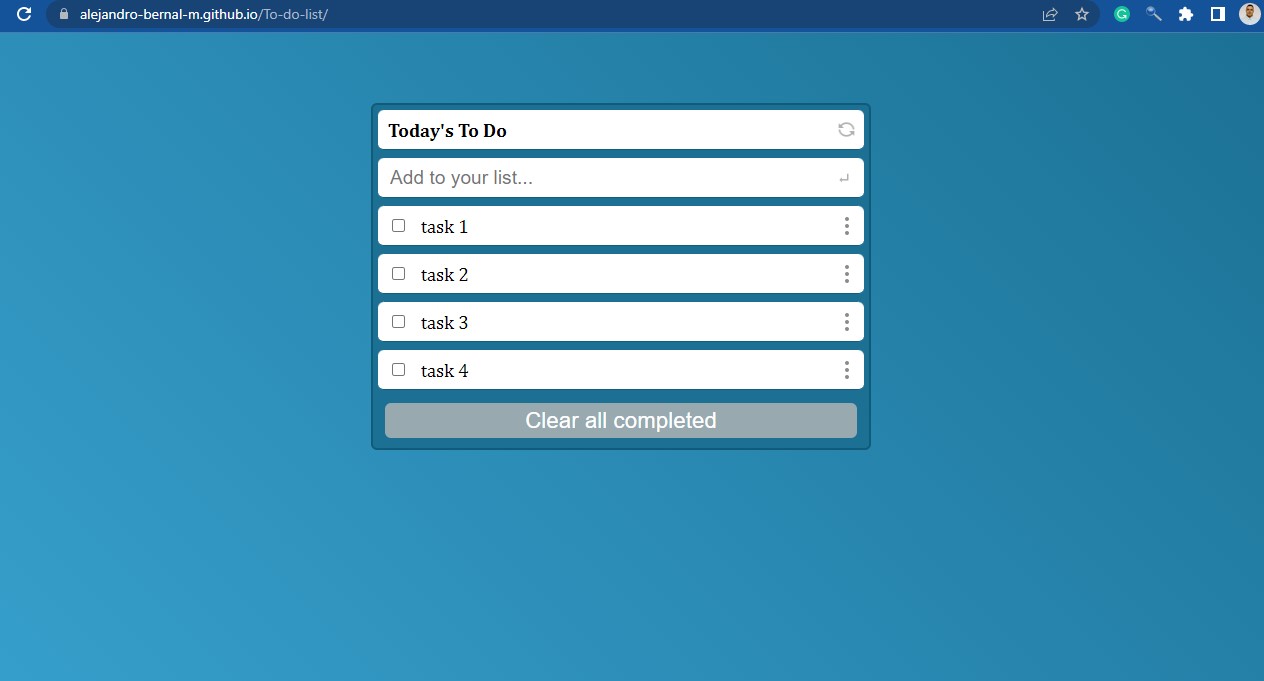 alejandro-bernal-m.github.io/To-do-list/
Today's To Do
Add to your list...
task 1
task 2
task 3
task 4
Clear all completed